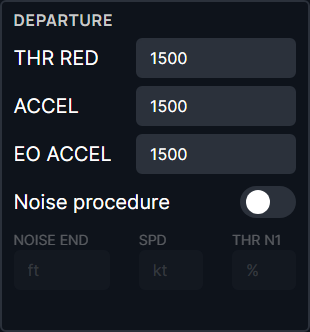 DEPARTURE
THR RED 1500
ACCEL 1500
EO ACCEL 1500
Noise procedure
NOISE END SPD THR N1
ft kt %